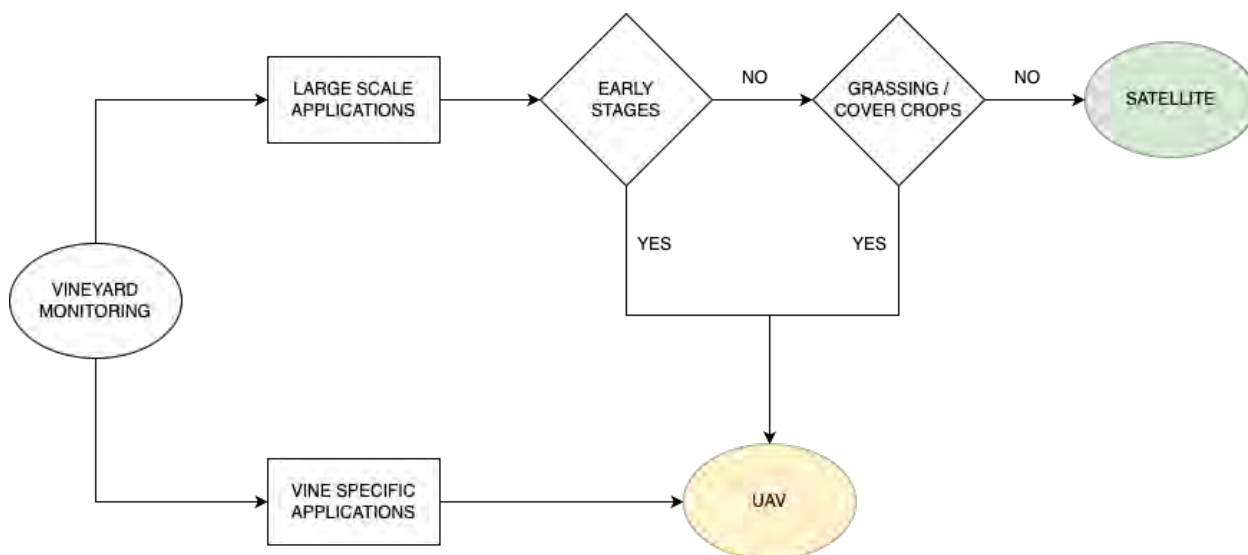 LARGE SCALE
APPLICATIONS
EARLY
STAGES
NO
GRASSING /
COVER CROPS
NO
SATELLITE
YES
YES
VINEYARD
MONITORING
VINE SPECIFIC
APPLICATIONS
UAV